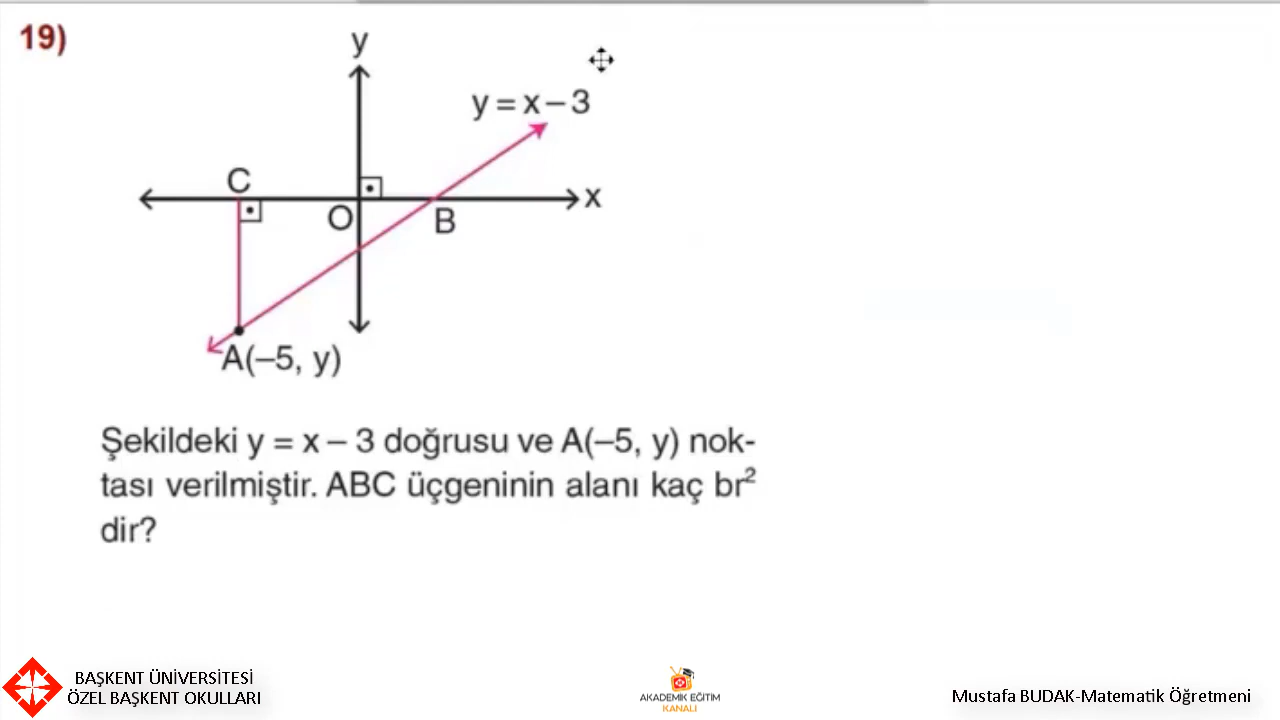 19)
y
y = x – 3
C
x
O
B
A(–5, y)
Şekildeki y = x – 3 doğrusu ve A(–5, y) nok-
tası verilmiştir. ABC üçgeninin alanı kaç br²
dir?
BAŞKENT ÜNİVERSİTESİ
ÖZEL BAŞKENT OKULLARI
AKADEMİK EĞİTİM
KANALI
Mustafa BUDAK-Matematik Öğretmeni